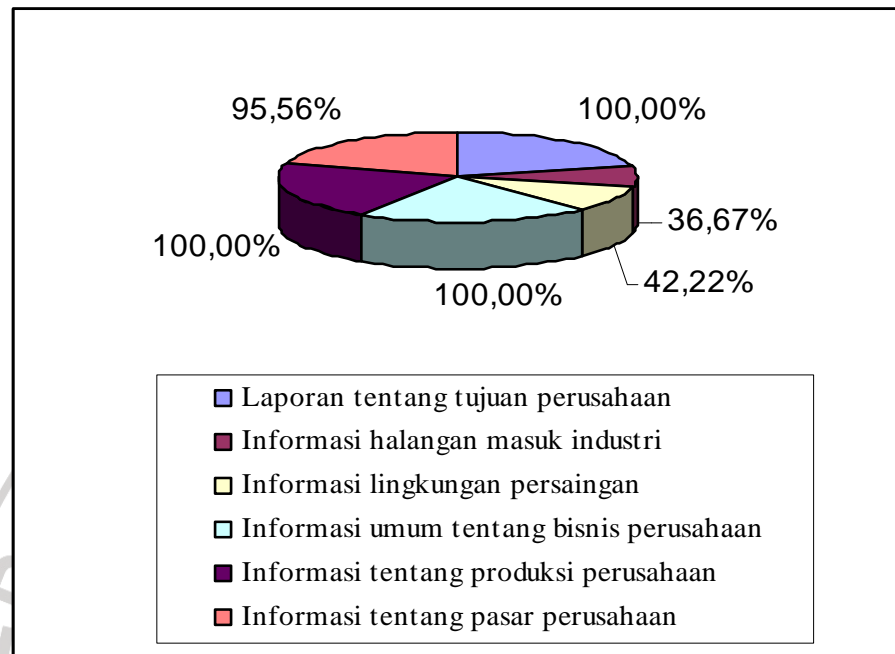 95,56%
100,00%
36,67%
100,00%
42,22%
100,00%
Laporan tentang tujuan perusahaan
Informasi halangan masuk industri
Informasi lingkungan persaingan
Informasi umum tentang bisnis perusahaan
Informasi tentang produksi perusahaan
Informasi tentang pasar perusahaan